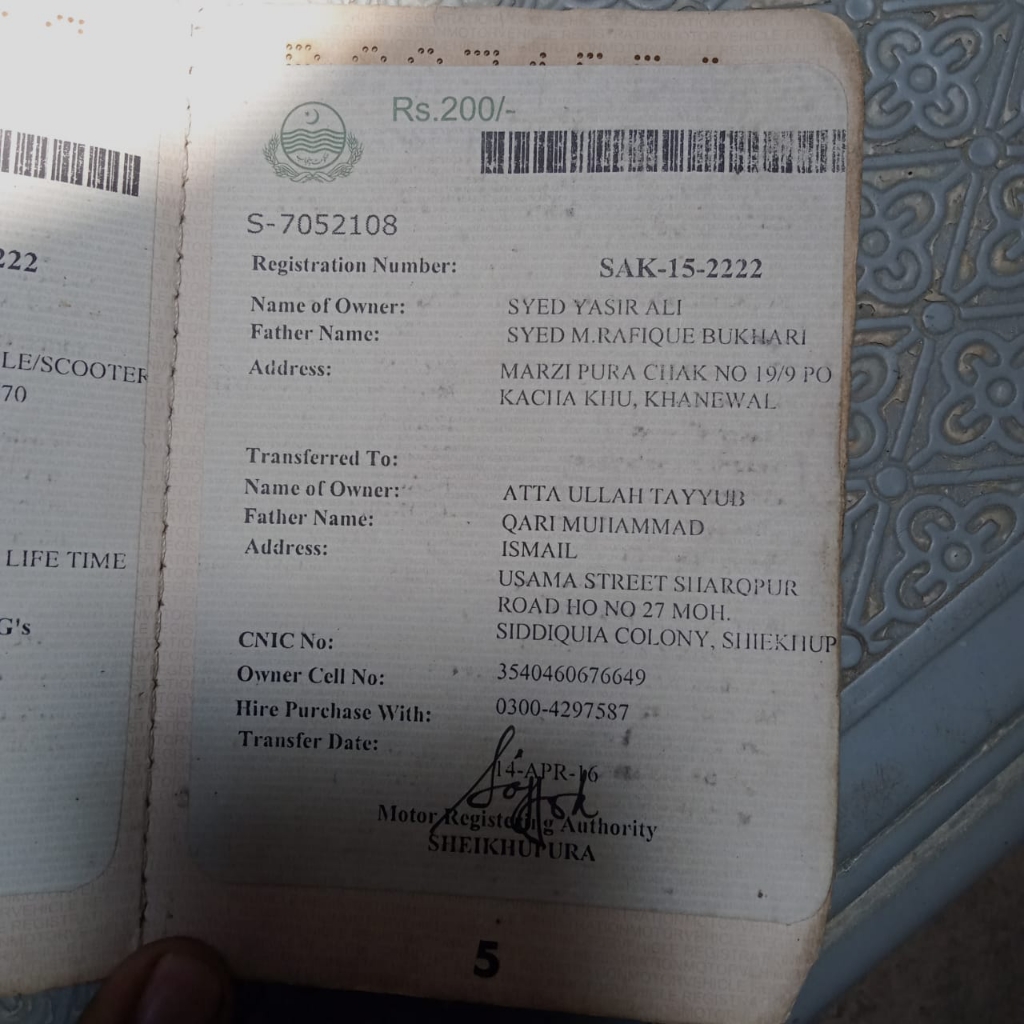 222
LE/SCOOTER
70
LIFE TIME
G's
Rs.200/-
S-7052108
Registration Number: SAK-15-2222
Name of Owner: SYED YASIR ALI
Father Name: SYED M.RAFIQUE BUKHARI
Address: MARZI PURA CHAK NO 19/9 PO
KACHA KHU, KHANEWAL
Transferred To:
Name of Owner: ATTA ULLAH TAYYUB
Father Name: QARI MUHAMMAD
Address: ISMAIL
USAMA STREET SHARQPUR
ROAD HO NO 27 MOH.
CNIC No: SIDDIQUIA COLONY, SHIEKHUP
Owner Cell No: 3540460676649
Hire Purchase With: 0300-4297587
Transfer Date:
14-APR-16
Motor Registering Authority
SHEIKHUPURA
5